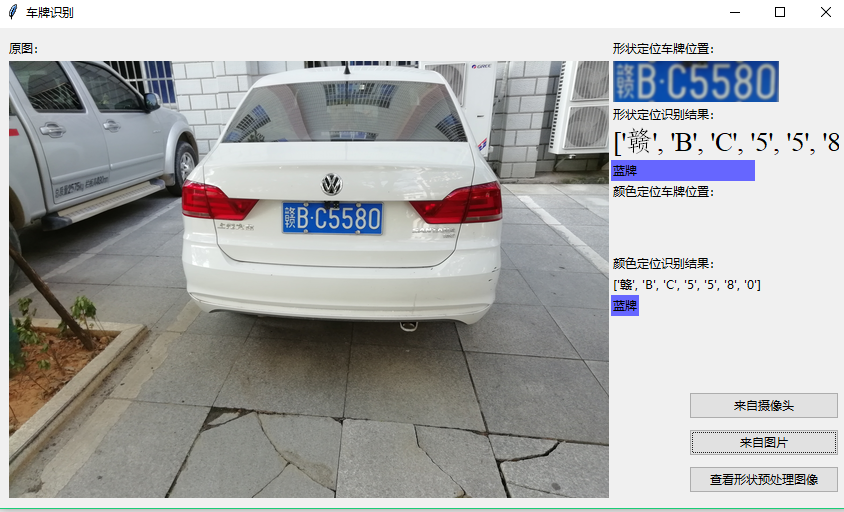 车牌识别
原图：
形状定位车牌位置：
赣B·C5580
形状定位识别结果：
['赣', 'B', 'C', '5', '5', '8
蓝牌
颜色定位车牌位置：
颜色定位识别结果：
['赣', 'B', 'C', '5', '5', '8', '0']
蓝牌
来自摄像头
来自图片
查看形状预处理图像
GREE
赣B·C5580